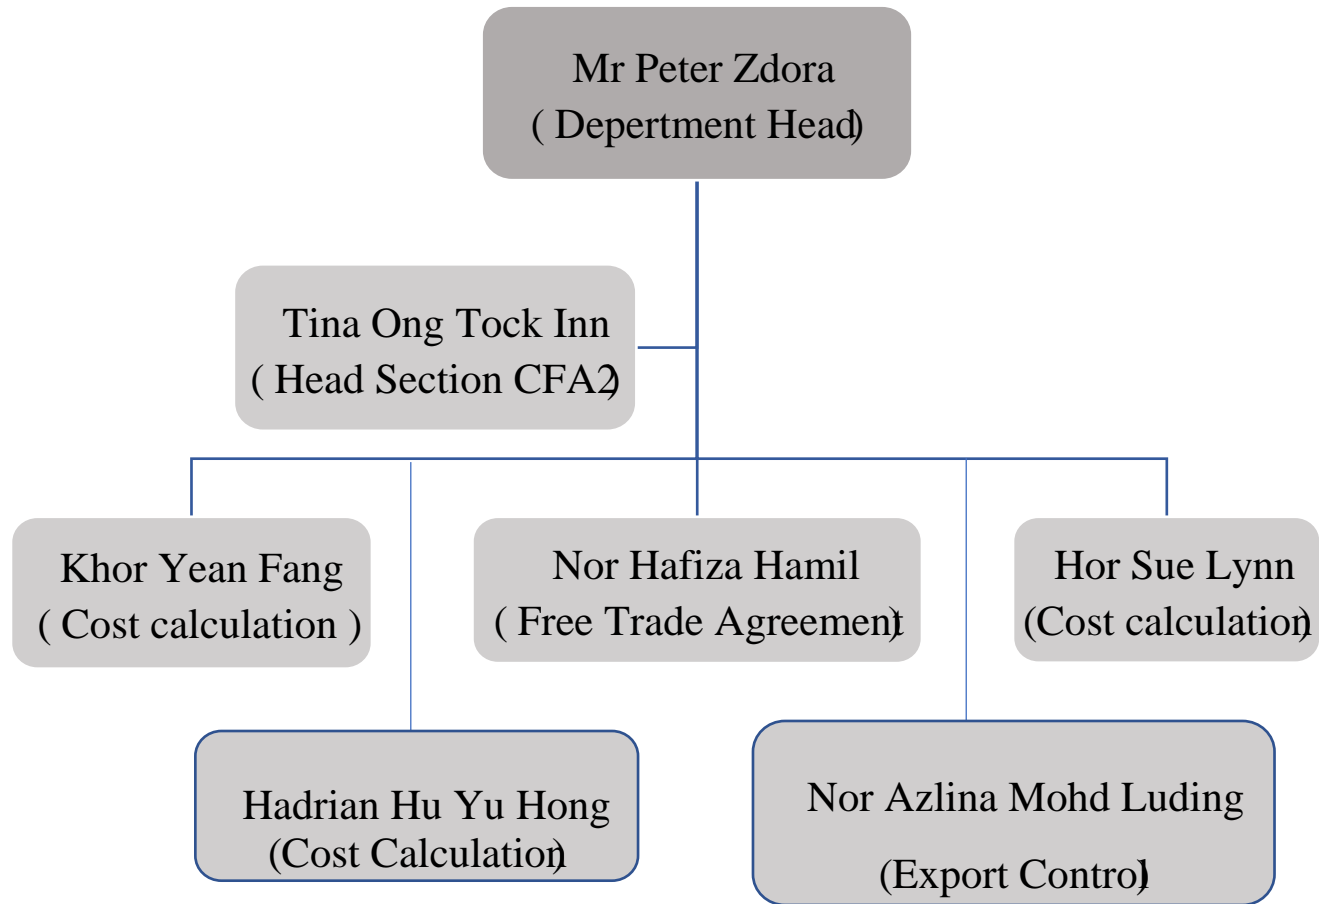 Mr Peter Zdora
( Depertment Head)
Tina Ong Tock Inn
( Head Section CFA2)
Khor Yean Fang
( Cost calculation )
Nor Hafiza Hamil
( Free Trade Agreement)
Hor Sue Lynn
(Cost calculation)
Hadrian Hu Yu Hong
(Cost Calculation)
Nor Azlina Mohd Luding
(Export Control)